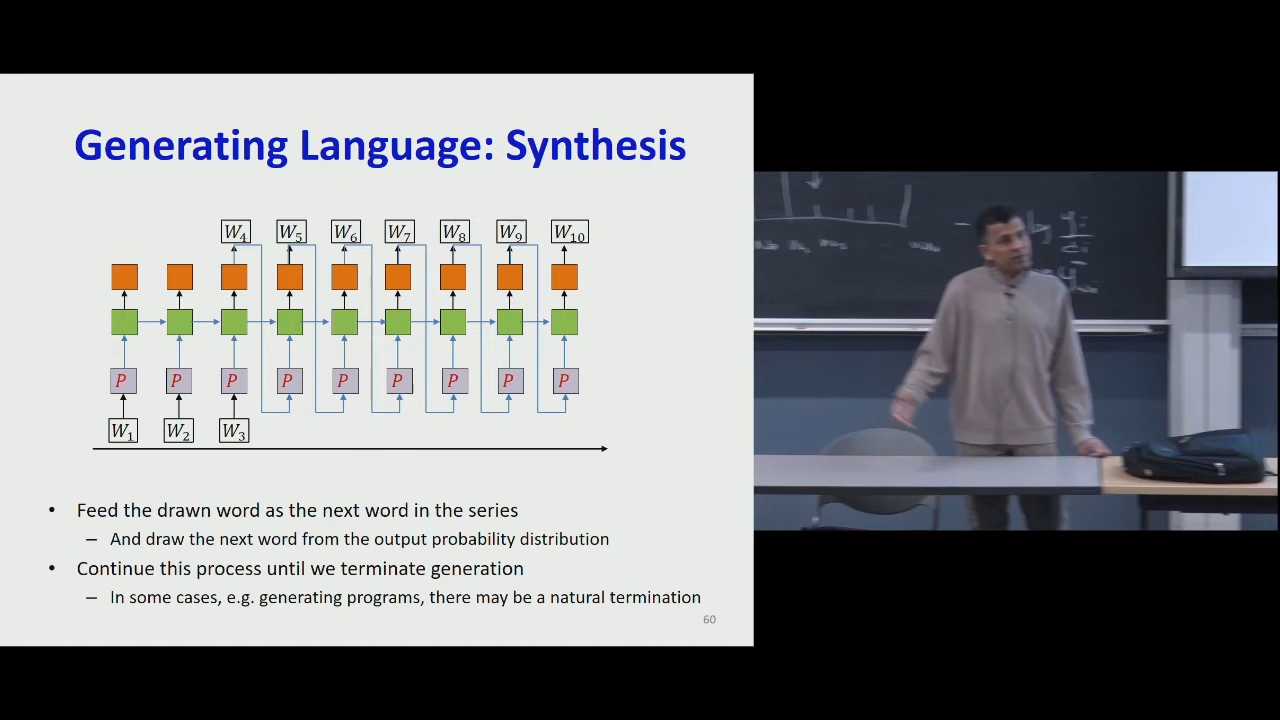 Generating Language: Synthesis
W4 W5 W6 W7 W8 W9 W10
P P P P P P P P P
W1 W2 W3
• Feed the drawn word as the next word in the series
– And draw the next word from the output probability distribution
• Continue this process until we terminate generation
– In some cases, e.g. generating programs, there may be a natural termination
60